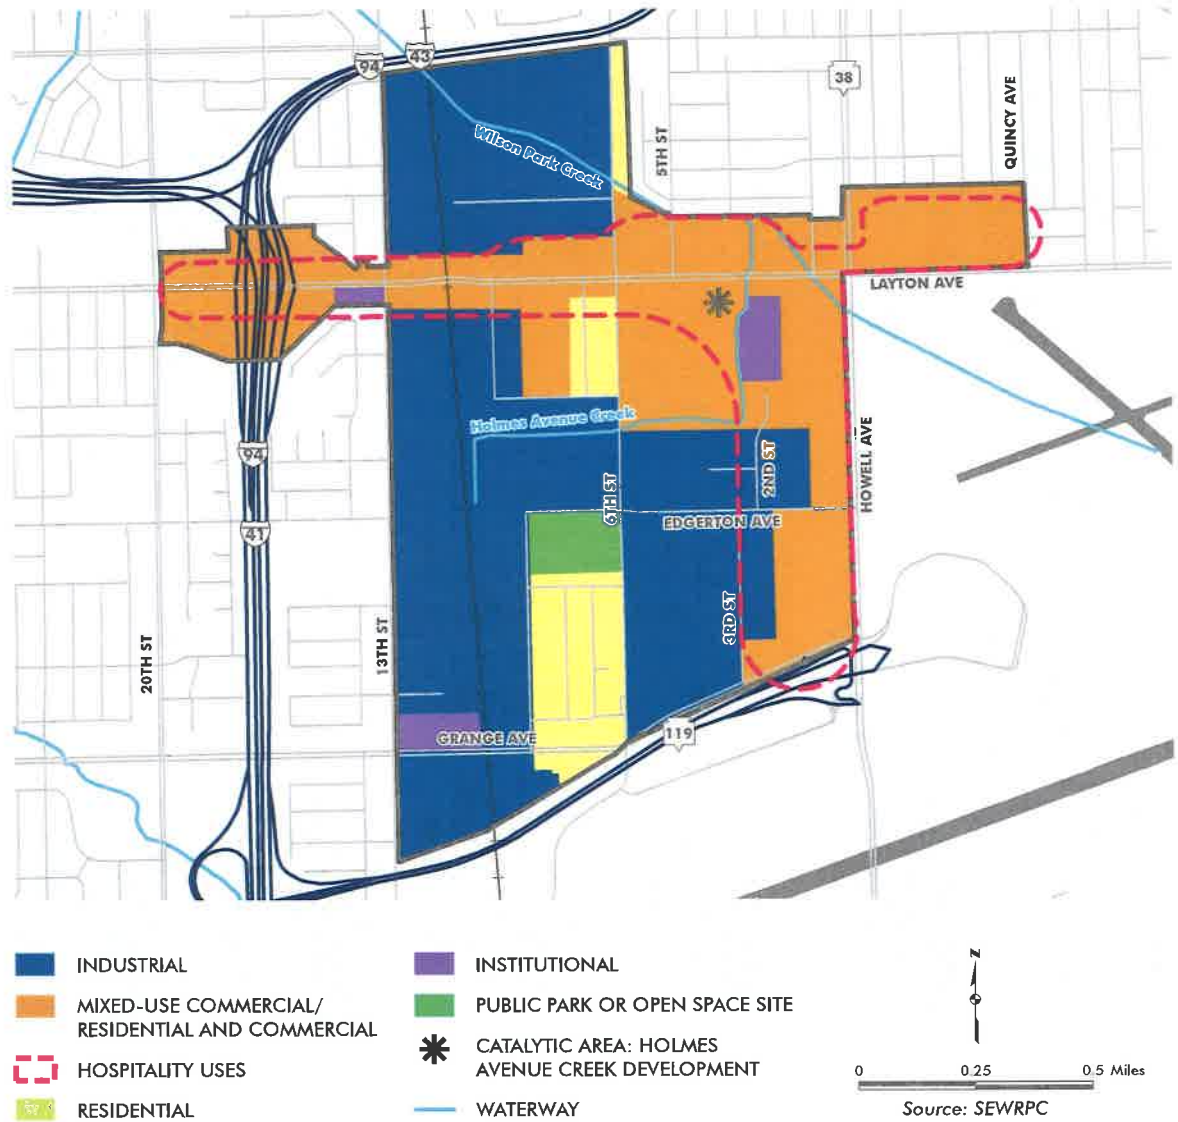 94
43
38
QUINCY AVE
5TH ST
Wilson Park Creek
LAYTON AVE
Holmes Avenue Creek
94
41
6TH ST
2ND ST
HOWELL AVE
EDGERTON AVE
3RD ST
20TH ST
13TH ST
GRANGE AVE
119
INDUSTRIAL
MIXED-USE COMMERCIAL/
RESIDENTIAL AND COMMERCIAL
HOSPITALITY USES
RESIDENTIAL
INSTITUTIONAL
PUBLIC PARK OR OPEN SPACE SITE
CATALYTIC AREA: HOLMES
AVENUE CREEK DEVELOPMENT
WATERWAY
N
0 0.25 0.5 Miles
Source: SEWRPC